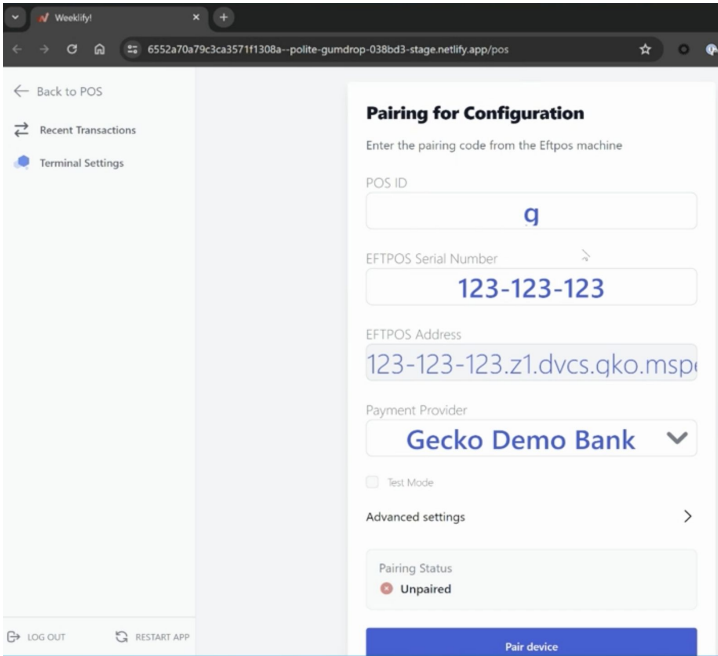 Weeklify!
6552a70a79c3ca3571f1308a--polite-gumdrop-038bd3-stage.netlify.app/pos
Back to POS
Recent Transactions
Terminal Settings
Pairing for Configuration
Enter the pairing code from the Eftpos machine
POS ID
g
EFTPOS Serial Number
123-123-123
EFTPOS Address
123-123-123.z1.dvcs.gko.mspe
Payment Provider
Gecko Demo Bank
Test Mode
Advanced settings
Pairing Status
Unpaired
Pair device
LOG OUT RESTART APP